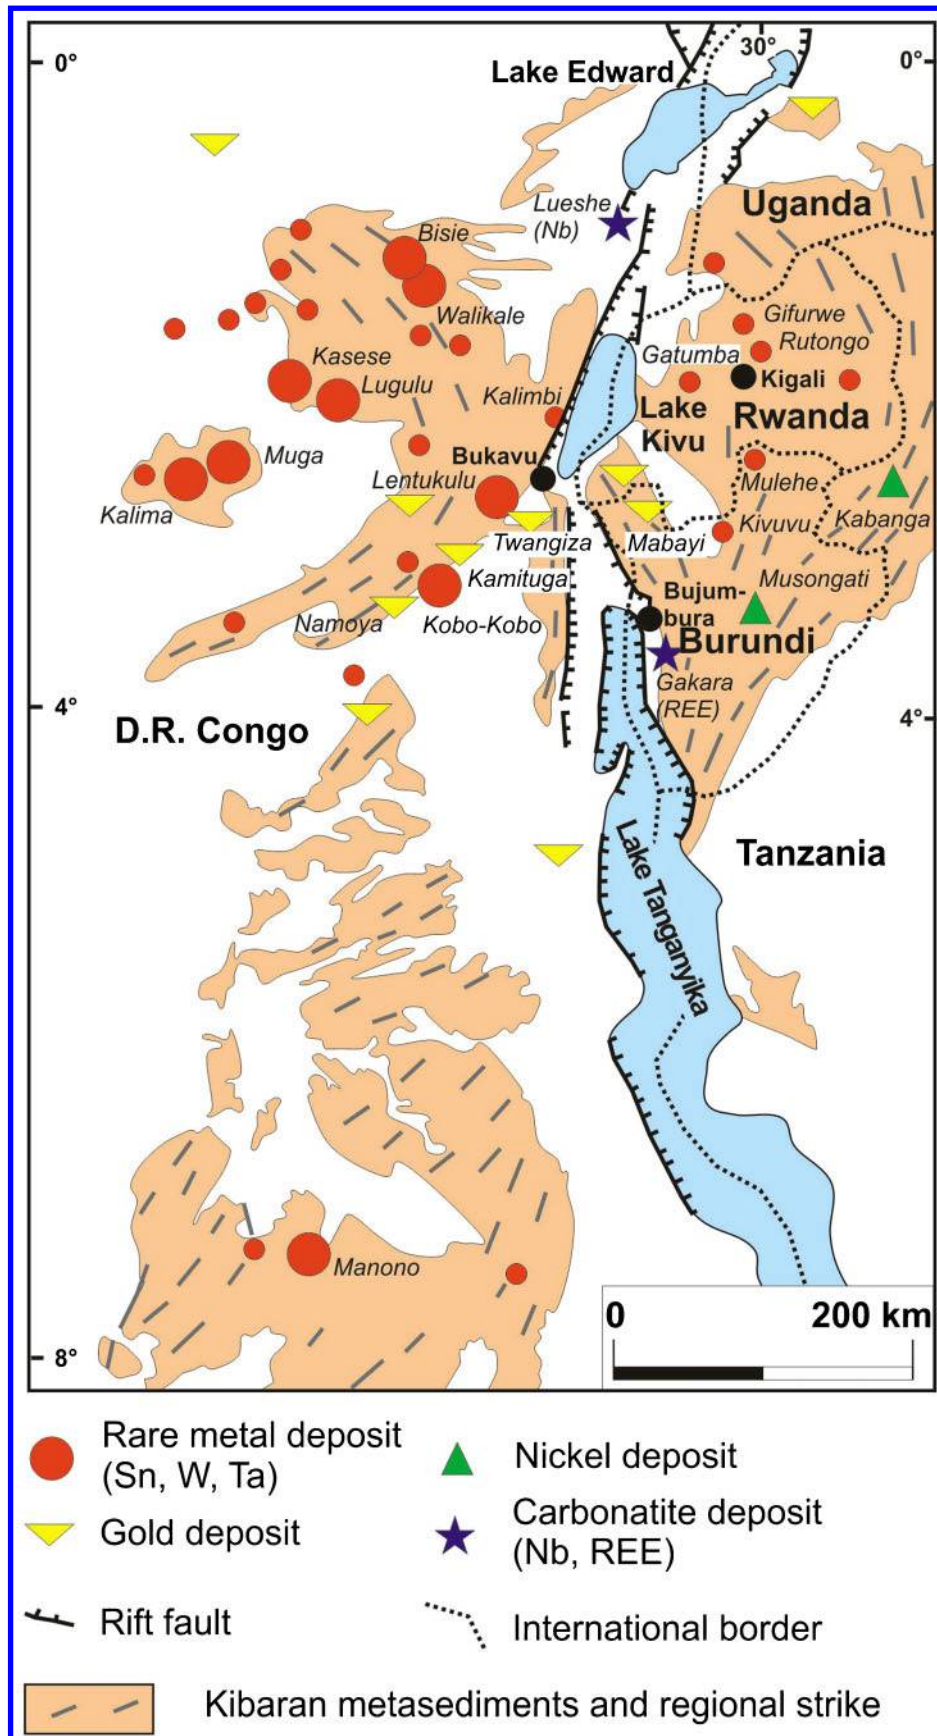 0°
30°
0°
Lake Edward
Lueshe
(Nb)
Uganda
Bisie
Walikale
Gifurwe
Rutongo
Kasese
Lugulu
Gatumba
Kigali
Kalimbi
Lake
Kivu
Rwanda
Muga
Bukavu
Lentukulu
Mulehe
Kalima
Kivuvu
Kabanga
Twangiza
Mabayi
Kamituga
Musongati
Namoya
Kobo-Kobo
Bujum-
bura
Burundi
Gakara
(REE)
4°
4°
D.R. Congo
Tanzania
Lake Tanganyika
Manono
0
200 km
8°
Rare metal deposit
(Sn, W, Ta)
Nickel deposit
Gold deposit
Carbonatite deposit
(Nb, REE)
Rift fault
International border
Kibaran metasediments and regional strike